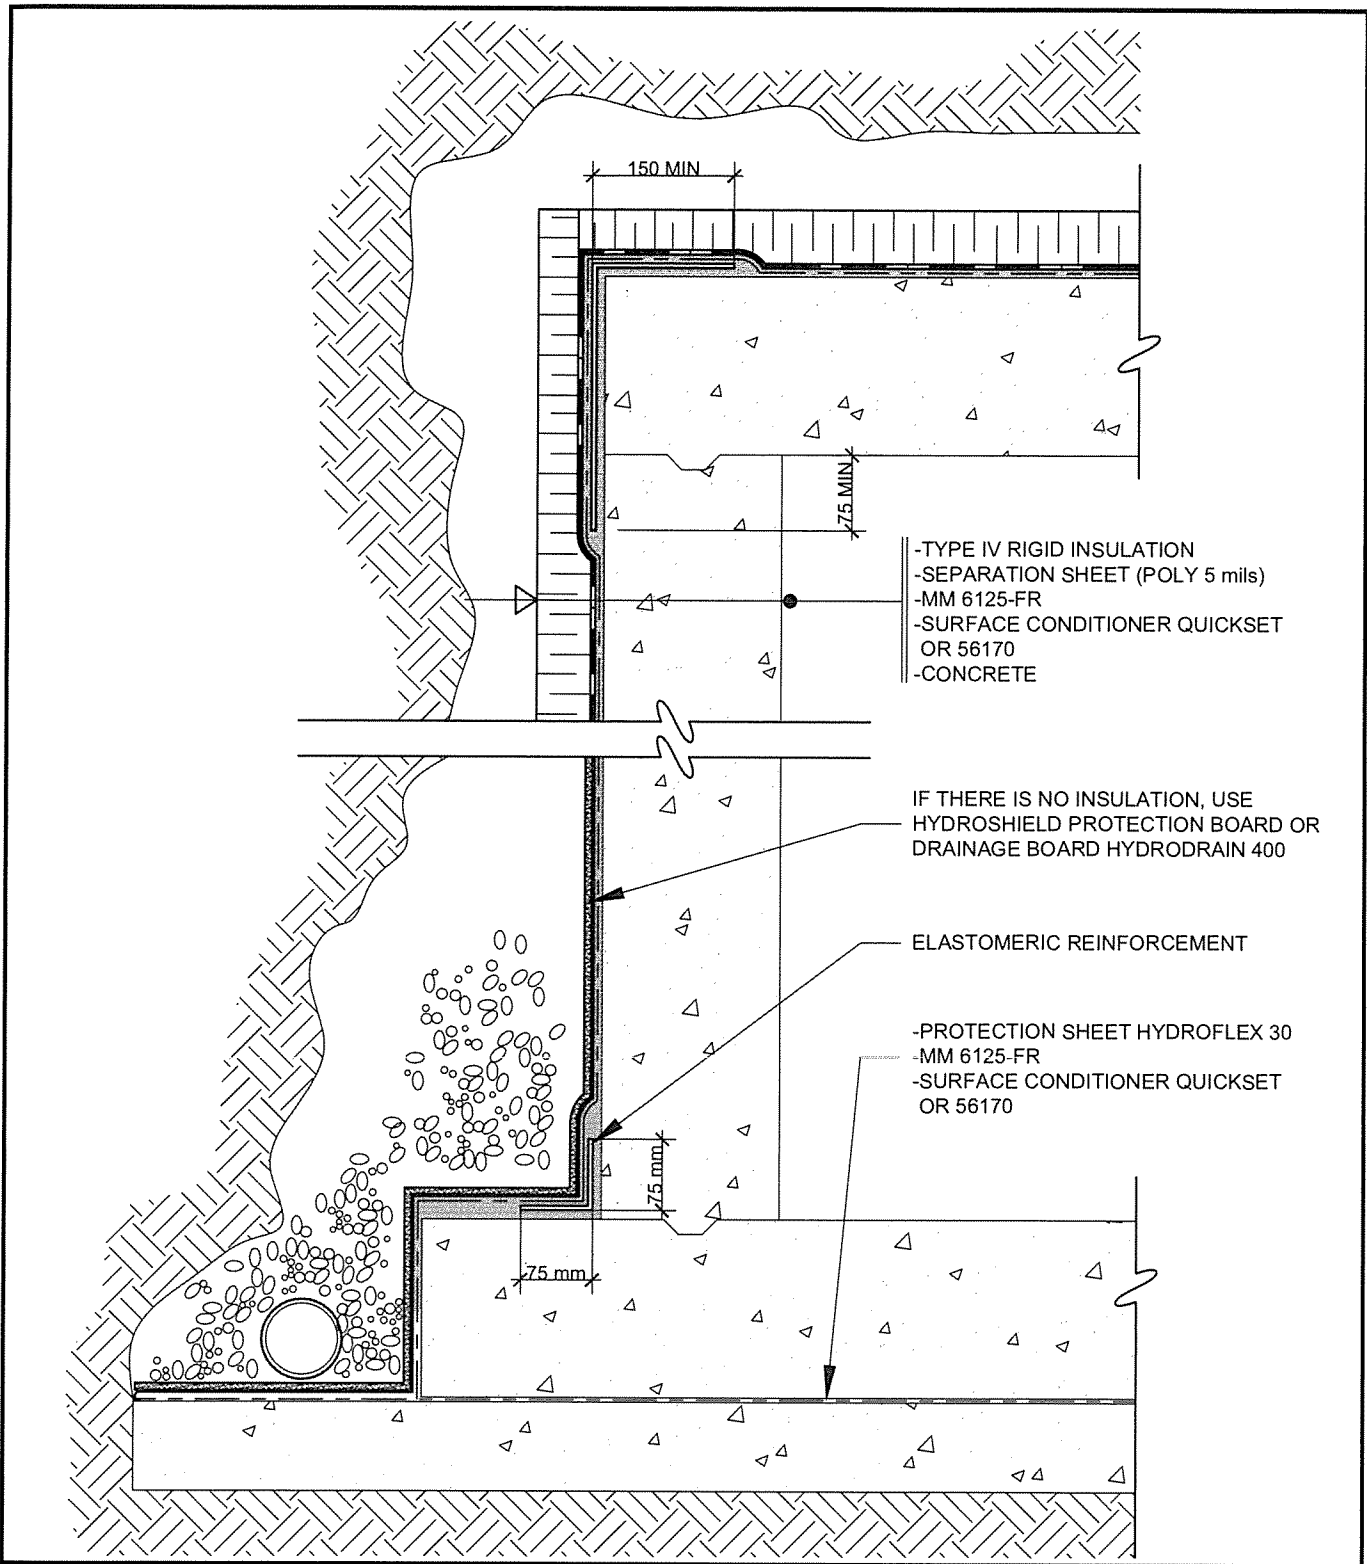 150 MIN
75 MIN
-TYPE IV RIGID INSULATION
-SEPARATION SHEET (POLY 5 mils)
-MM 6125-FR
-SURFACE CONDITIONER QUICKSET
OR 56170
-CONCRETE
IF THERE IS NO INSULATION, USE
HYDROSHIELD PROTECTION BOARD OR
DRAINAGE BOARD HYDRODRAIN 400
ELASTOMERIC REINFORCEMENT
-PROTECTION SHEET HYDROFLEX 30
-MM 6125-FR
-SURFACE CONDITIONER QUICKSET
OR 56170
75 mm
75 mm